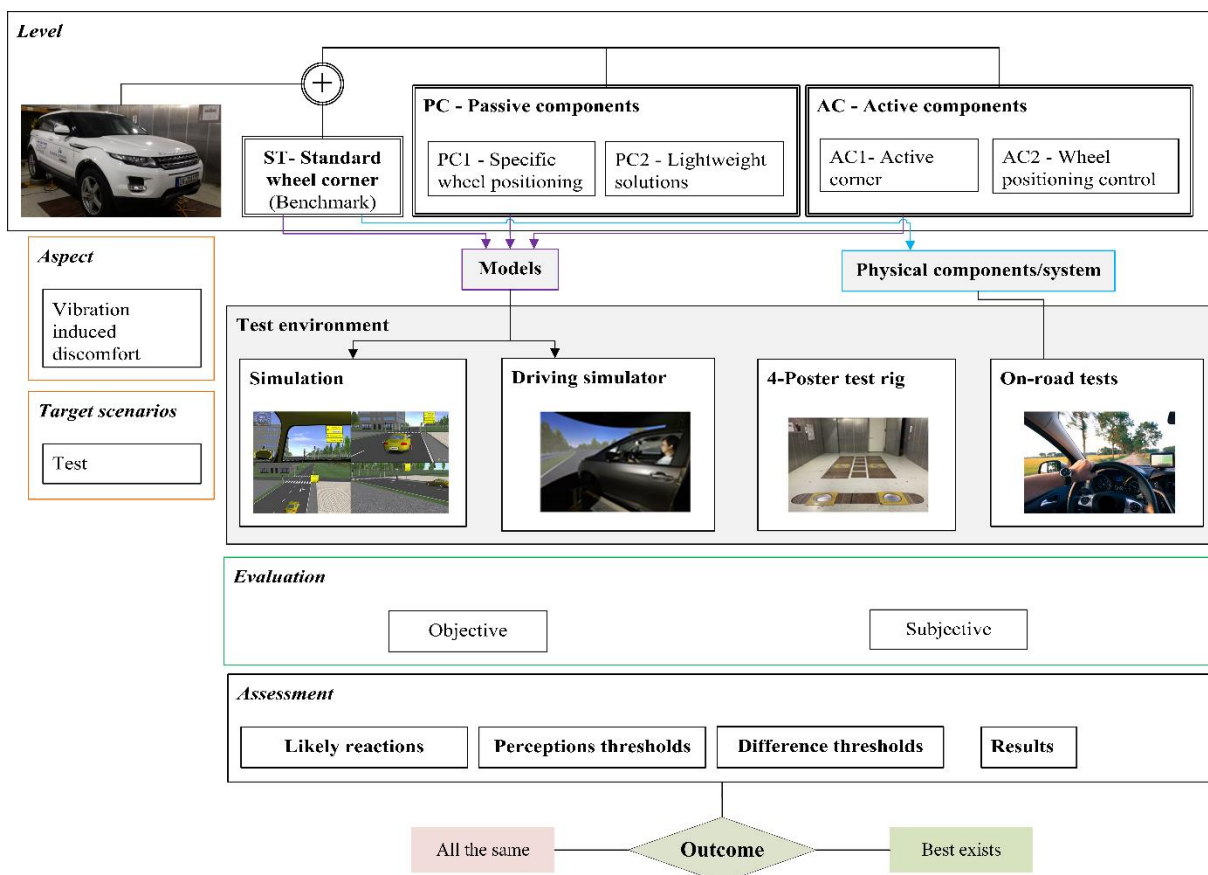 Level
+
PC - Passive components
AC - Active components
ST- Standard
wheel corner
(Benchmark)
PC1 - Specific
wheel positioning
PC2 - Lightweight
solutions
AC1- Active
corner
AC2 - Wheel
positioning control
Aspect
Vibration
induced
discomfort
Models
Physical components/system
Target scenarios
Test
Test environment
Simulation
Driving simulator
4-Poster test rig
On-road tests
Evaluation
Objective
Subjective
Assessment
Likely reactions
Perceptions thresholds
Difference thresholds
Results
All the same
Outcome
Best exists